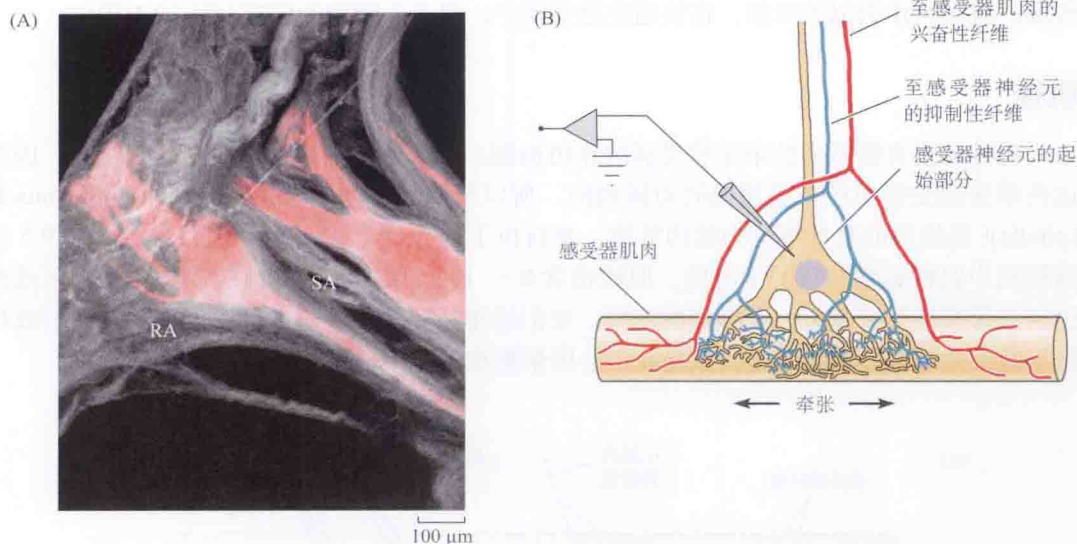 (A)
RA
SA
100 μm
(B)
至感受器肌肉的
兴奋性纤维
至感受器神经元
的抑制性纤维
感受器神经元的起
始部分
感受器肌肉
牵张